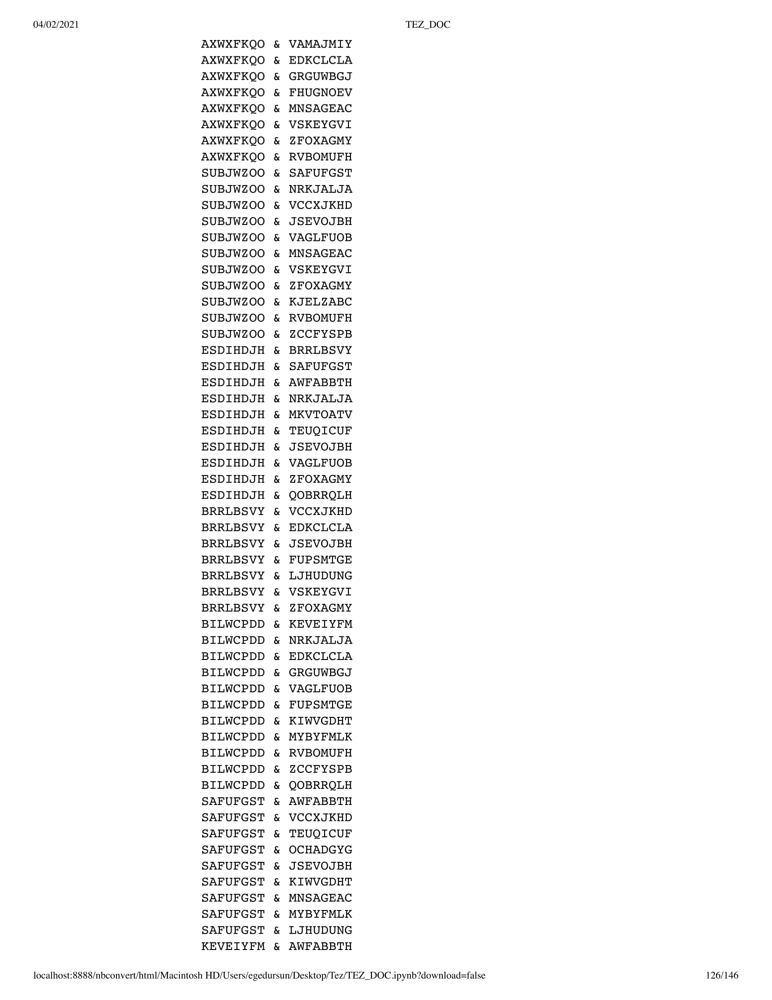 04/02/2021 TEZ_DOC
AXWXFKQO & VAMAJMIY
AXWXFKQO & EDKCLCLA
AXWXFKQO & GRGUWBGJ
AXWXFKQO & FHUGNOEV
AXWXFKQO & MNSAGEAC
AXWXFKQO & VSKEYGVI
AXWXFKQO & ZFOXAGMY
AXWXFKQO & RVBOMUFH
SUBJWZOO & SAFUFGST
SUBJWZOO & NRKJALJA
SUBJWZOO & VCCXJKHD
SUBJWZOO & JSEVOJBH
SUBJWZOO & VAGLFUOB
SUBJWZOO & MNSAGEAC
SUBJWZOO & VSKEYGVI
SUBJWZOO & ZFOXAGMY
SUBJWZOO & KJELZABC
SUBJWZOO & RVBOMUFH
SUBJWZOO & ZCCFYSPB
ESDIHDJH & BRRLBSVY
ESDIHDJH & SAFUFGST
ESDIHDJH & AWFABBTH
ESDIHDJH & NRKJALJA
ESDIHDJH & MKVTOATV
ESDIHDJH & TEUQICUF
ESDIHDJH & JSEVOJBH
ESDIHDJH & VAGLFUOB
ESDIHDJH & ZFOXAGMY
ESDIHDJH & QOBRRQLH
BRRLBSVY & VCCXJKHD
BRRLBSVY & EDKCLCLA
BRRLBSVY & JSEVOJBH
BRRLBSVY & FUPSMTGE
BRRLBSVY & LJHUDUNG
BRRLBSVY & VSKEYGVI
BRRLBSVY & ZFOXAGMY
BILWCPDD & KEVEIYFM
BILWCPDD & NRKJALJA
BILWCPDD & EDKCLCLA
BILWCPDD & GRGUWBGJ
BILWCPDD & VAGLFUOB
BILWCPDD & FUPSMTGE
BILWCPDD & KIWVGDHT
BILWCPDD & MYBYFMLK
BILWCPDD & RVBOMUFH
BILWCPDD & ZCCFYSPB
BILWCPDD & QOBRRQLH
SAFUFGST & AWFABBTH
SAFUFGST & VCCXJKHD
SAFUFGST & TEUQICUF
SAFUFGST & OCHADGYG
SAFUFGST & JSEVOJBH
SAFUFGST & KIWVGDHT
SAFUFGST & MNSAGEAC
SAFUFGST & MYBYFMLK
SAFUFGST & LJHUDUNG
KEVEIYFM & AWFABBTH
localhost:8888/nbconvert/html/Macintosh HD/Users/egedursun/Desktop/Tez/TEZ_DOC.ipynb?download=false 126/146